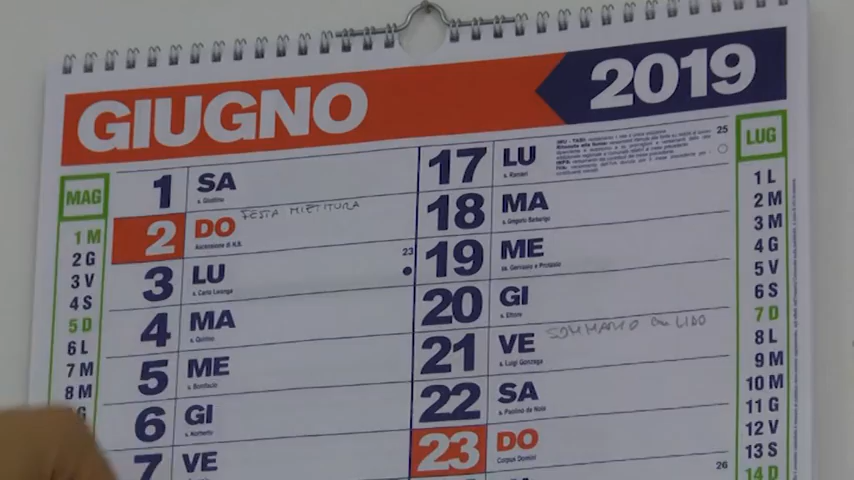 GIUGNO
2019
MAG
1 M
2 G
3 V
4 S
5 D
6 L
7 M
8 M
1 SA
s. Giustino
2 DO FESTA MIETITURA
Ascensione di N.S.
23
3 LU
s. Carlo Lwanga
4 MA
s. Quirino
5 ME
s. Bonifacio
6 GI
s. Norberto
7 VE
17 LU
s. Ranieri
25
18 MA
s. Gregorio Barbarigo
19 ME
ss. Gervasio e Protasio
20 GI
s. Ettore
21 VE
s. Luigi Gonzaga
22 SA
s. Paolino da Nola
23 DO
Corpus Domini
26
LUG
1 L
2 M
3 M
4 G
5 V
6 S
7 D
8 L
9 M
10 M
11 G
12 V
13 S
14 D